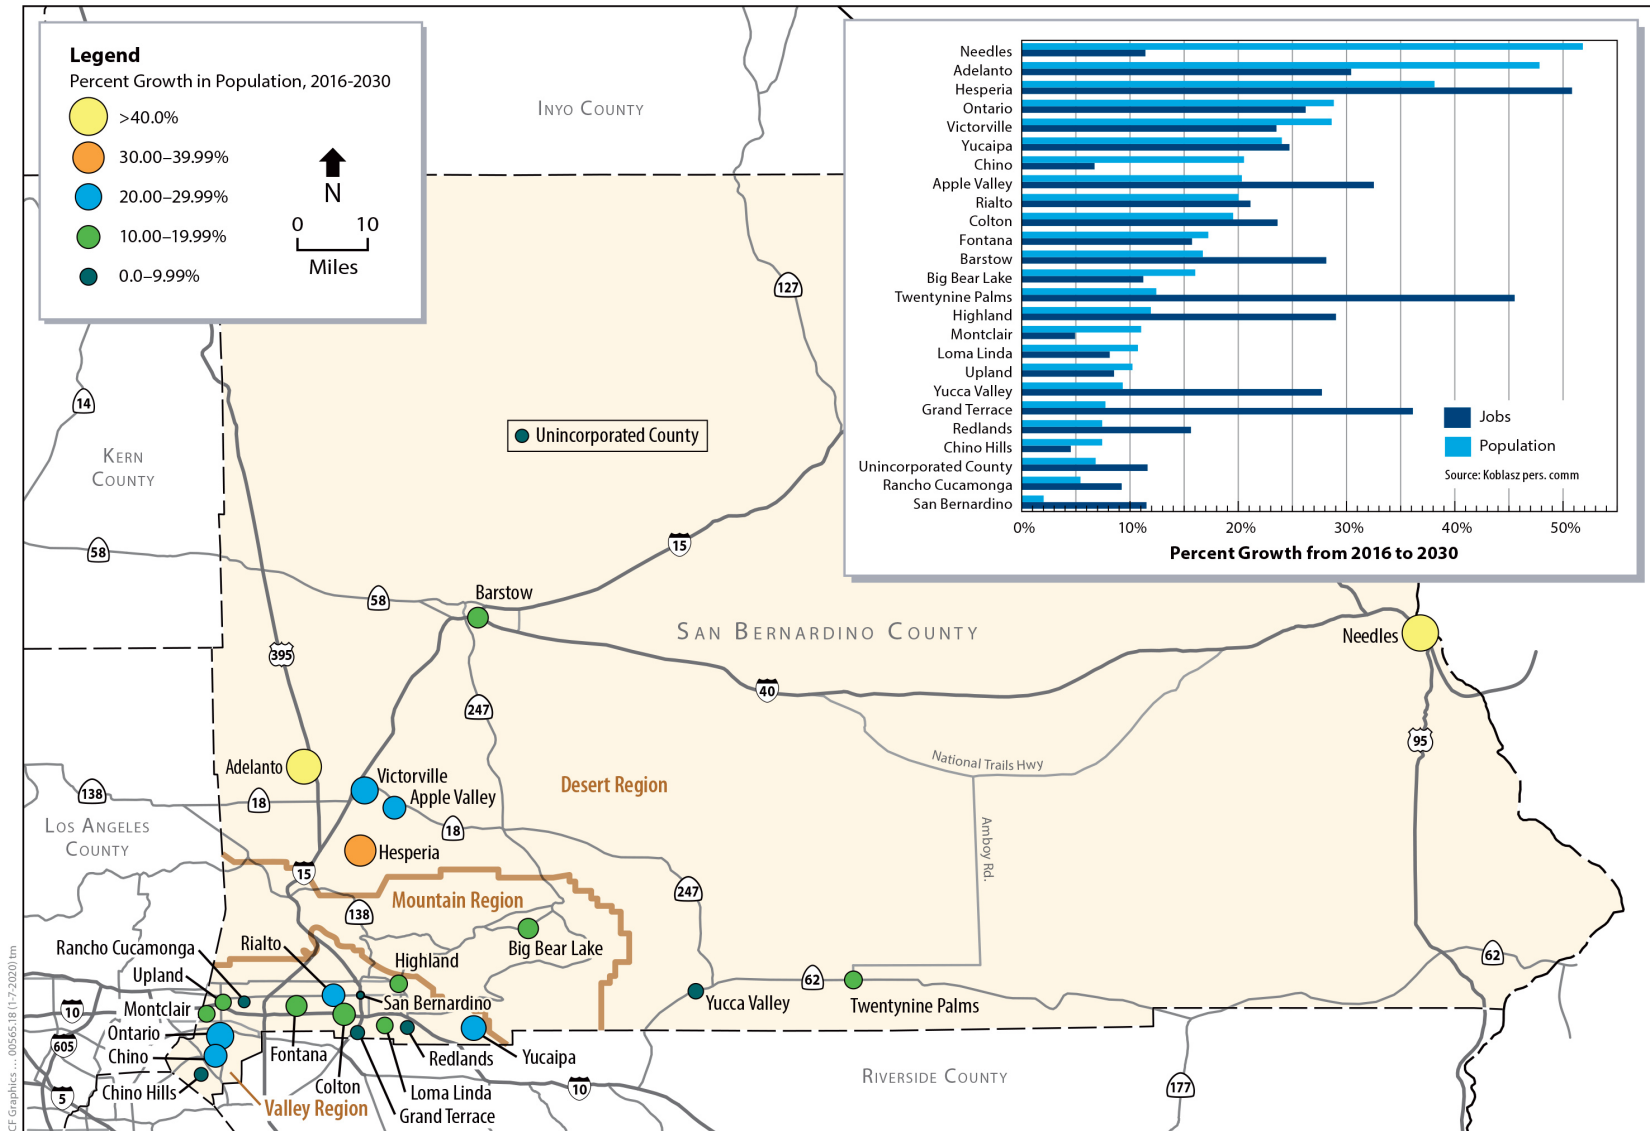 Legend
Percent Growth in Population, 2016-2030
>40.0%
30.00–39.99%
20.00–29.99%
10.00–19.99%
0.0–9.99%
N
0 10
Miles
Needles
Adelanto
Hesperia
Ontario
Victorville
Yucaipa
Chino
Apple Valley
Rialto
Colton
Fontana
Barstow
Big Bear Lake
Twentynine Palms
Highland
Montclair
Loma Linda
Upland
Yucca Valley
Grand Terrace
Redlands
Chino Hills
Unincorporated County
Rancho Cucamonga
San Bernardino
0% 10% 20% 30% 40% 50%
Percent Growth from 2016 to 2030
Jobs
Population
Source: Koblasz pers. comm
Inyo County
127
14
Kern
County
Unincorporated County
58
15
58
Barstow
San Bernardino County
Needles
395
40
247
95
National Trails Hwy
Adelanto
Victorville
Apple Valley
Desert Region
138
18
18
Los Angeles
County
Amboy Rd.
Hesperia
15
247
Mountain Region
138
Rancho Cucamonga
Rialto
Big Bear Lake
Highland
62
Upland
62
San Bernardino
Yucca Valley
Twentynine Palms
Montclair
10
Ontario
605
Chino
Fontana
Redlands
Yucaipa
Riverside County
Colton
Chino Hills
Loma Linda
10
177
5
Valley Region
Grand Terrace
CF Graphics ... 00565.18 (1-7-2020) tm